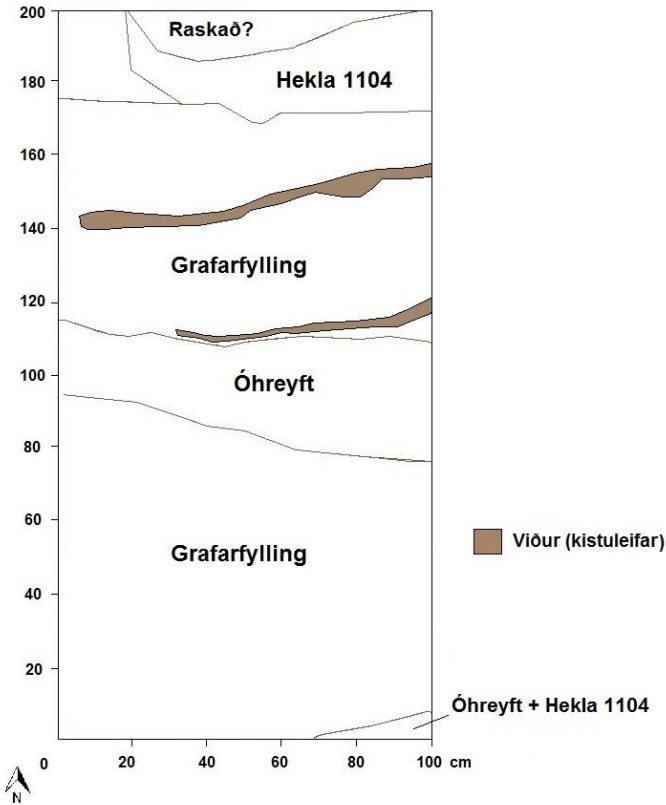 200
Raskað?
Hekla 1104
180
160
140
Grafarfylling
120
100
Óhreyft
80
60
Grafarfylling
Viður (kistuleifar)
40
20
Óhreyft + Hekla 1104
0 20 40 60 80 100 cm
N